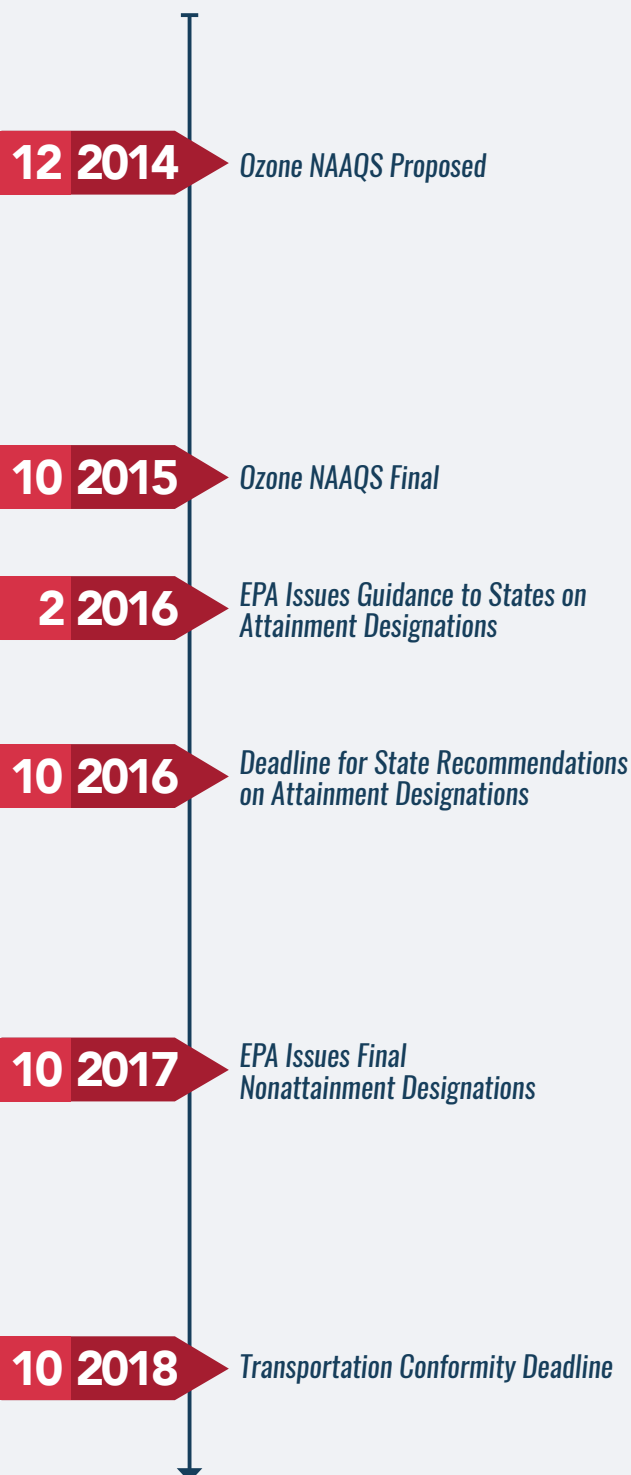 12 2014 Ozone NAAQS Proposed
10 2015 Ozone NAAQS Final
2 2016 EPA Issues Guidance to States on
Attainment Designations
10 2016 Deadline for State Recommendations
on Attainment Designations
10 2017 EPA Issues Final
Nonattainment Designations
10 2018 Transportation Conformity Deadline